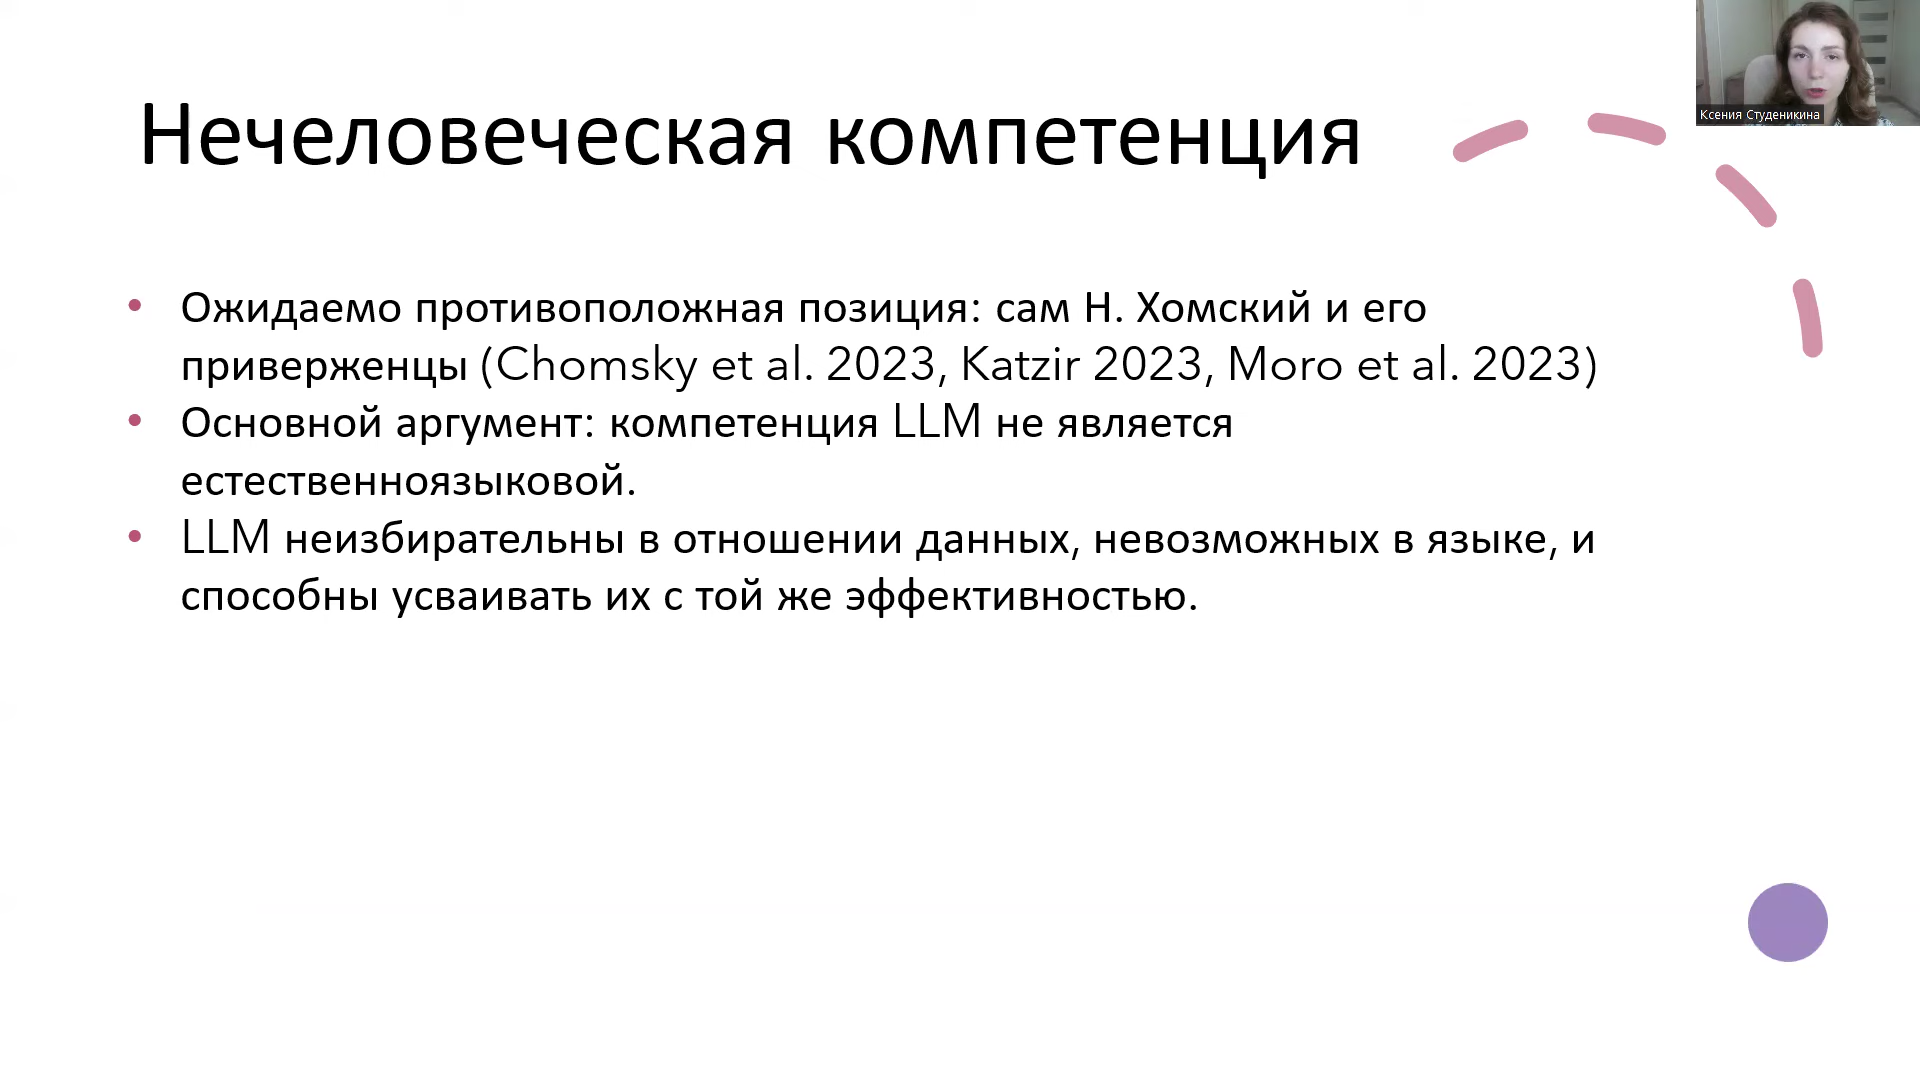 Ксения Студеникина
Нечеловеческая компетенция
• Ожидаемо противоположная позиция: сам Н. Хомский и его
приверженцы (Chomsky et al. 2023, Katzir 2023, Moro et al. 2023)
• Основной аргумент: компетенция LLM не является
естественноязыковой.
• LLM неизбирательны в отношении данных, невозможных в языке, и
способны усваивать их с той же эффективностью.